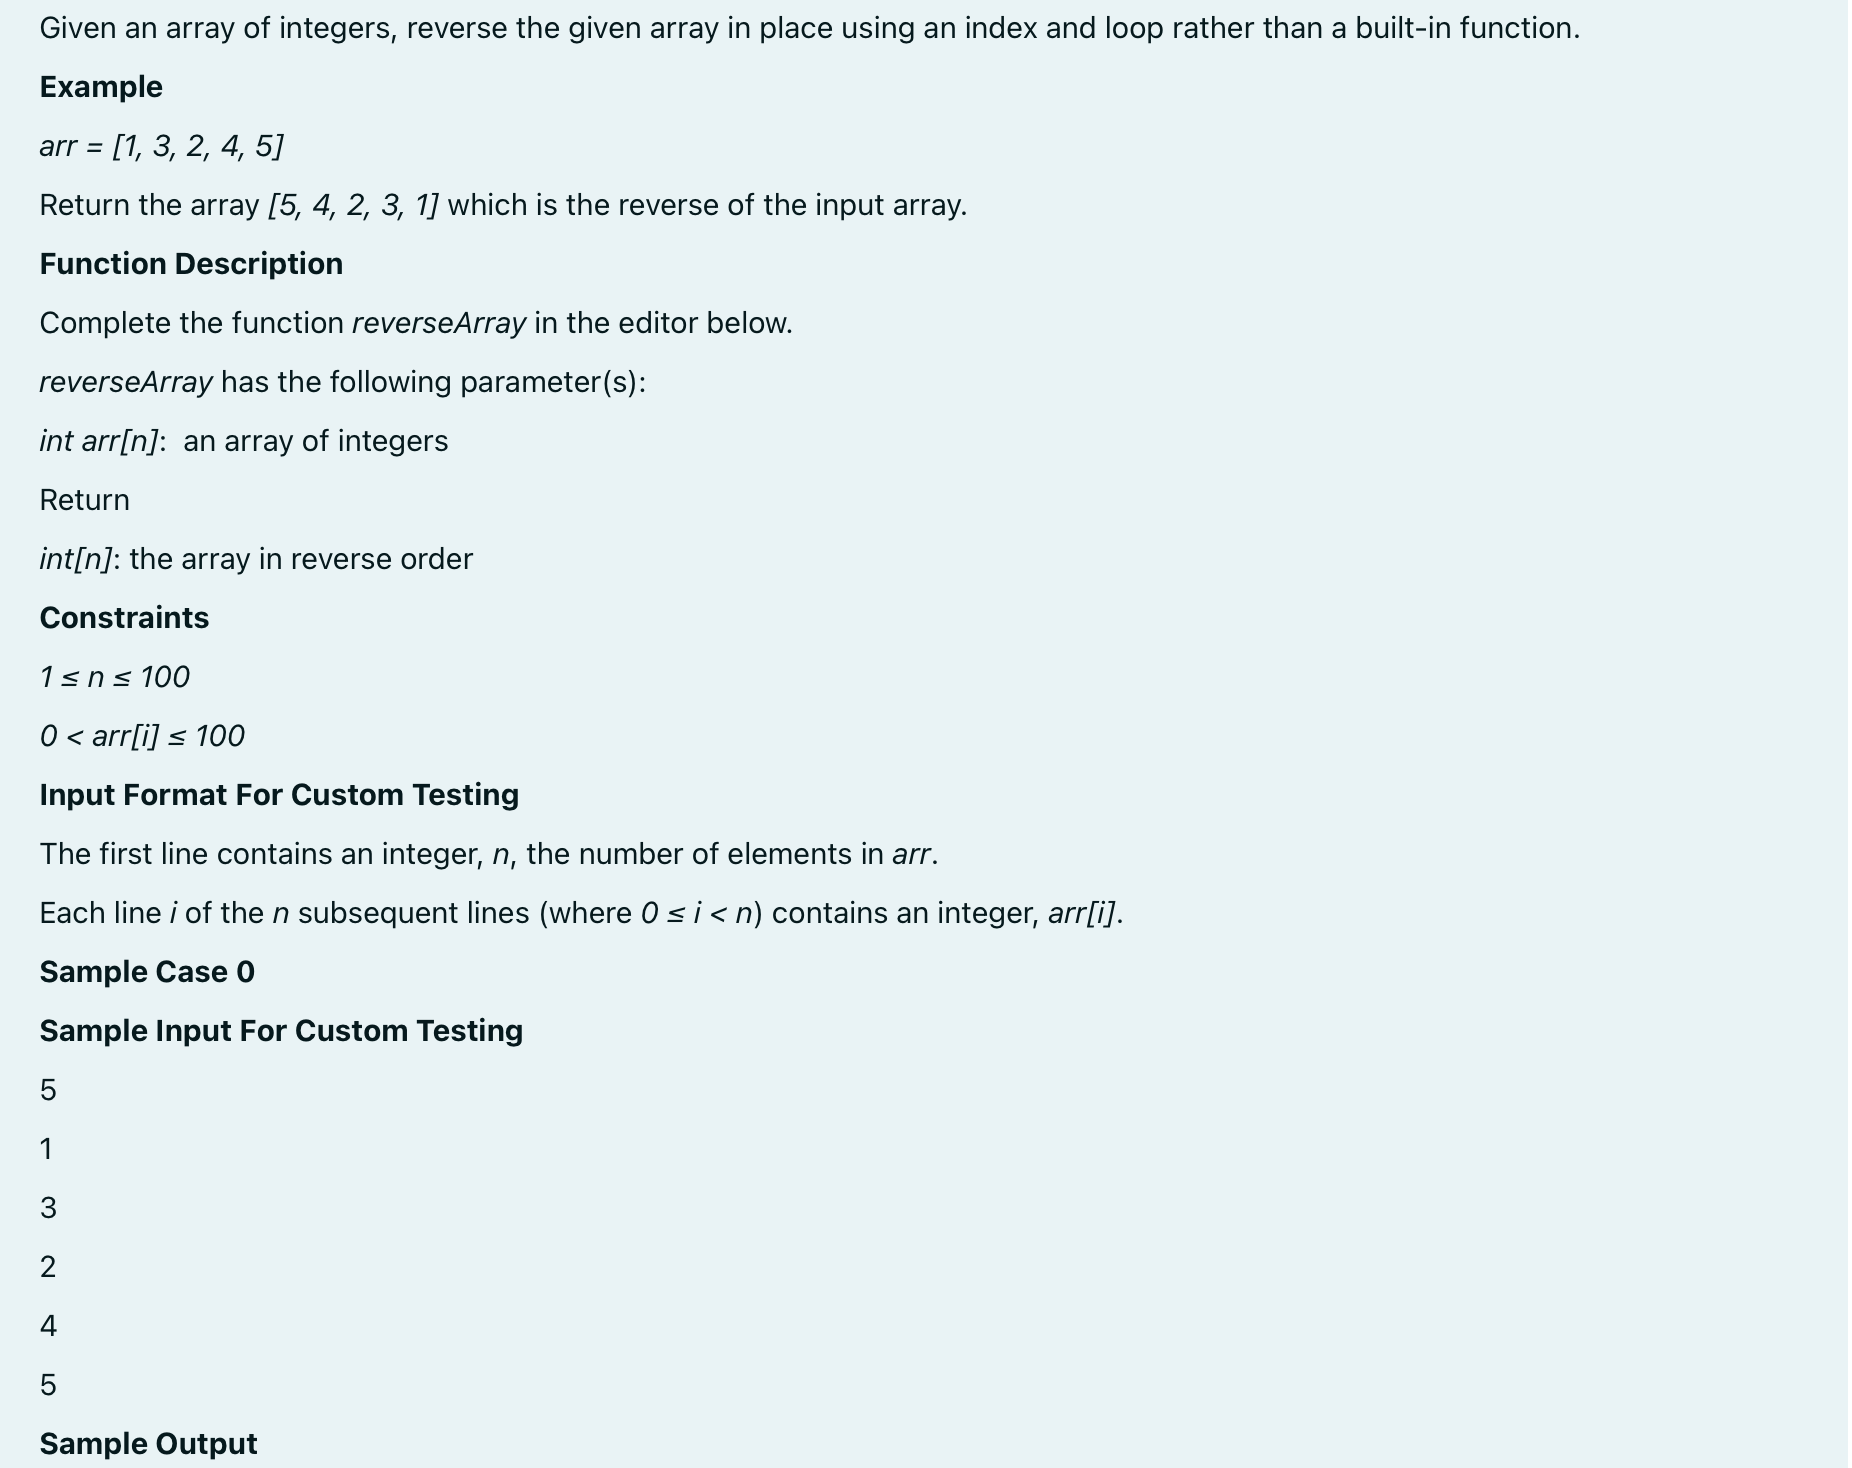 Given an array of integers, reverse the given array in place using an index and loop rather than a built-in function.
Example
arr = [1, 3, 2, 4, 5]
Return the array [5, 4, 2, 3, 1] which is the reverse of the input array.
Function Description
Complete the function reverseArray in the editor below.
reverseArray has the following parameter(s):
int arr[n]:  an array of integers
Return
int[n]: the array in reverse order
Constraints
1 ≤ n ≤ 100
0 < arr[i] ≤ 100
Input Format For Custom Testing
The first line contains an integer, n, the number of elements in arr.
Each line i of the n subsequent lines (where 0 ≤ i < n) contains an integer, arr[i].
Sample Case 0
Sample Input For Custom Testing
5
1
3
2
4
5
Sample Output